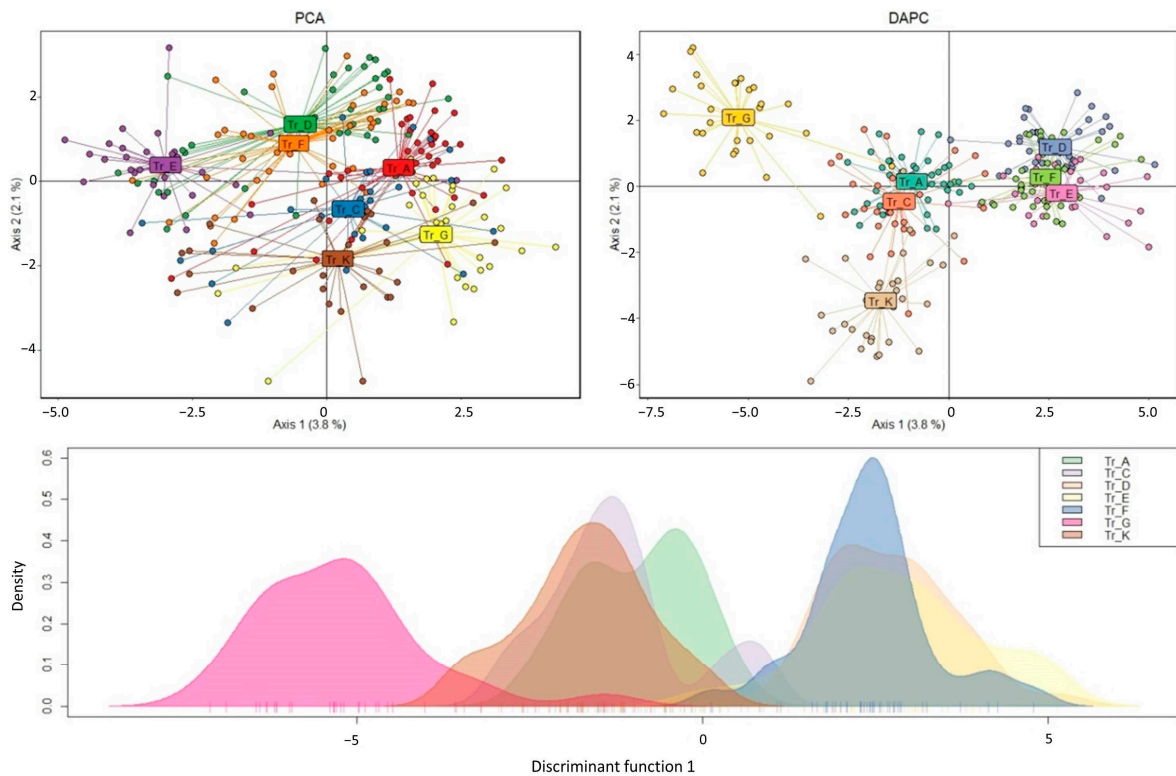 PCA
2
0
−2
−4
Axis 2 (2.1 %)
Tr_D
Tr_F
Tr_E
Tr_A
Tr_C
Tr_G
Tr_K
−5.0 −2.5 0 2.5
Axis 1 (3.8 %)
DAPC
4
2
0
−2
−4
−6
Axis 2 (2.1 %)
Tr_G
Tr_D
Tr_A
Tr_F
Tr_E
Tr_C
Tr_K
−7.5 −5.0 −2.5 0 2.5 5.0
Axis 1 (3.8 %)
0.6
0.5
0.4
0.3
0.2
0.1
0.0
Density
Tr_A
Tr_C
Tr_D
Tr_E
Tr_F
Tr_G
Tr_K
−5 0 5
Discriminant function 1